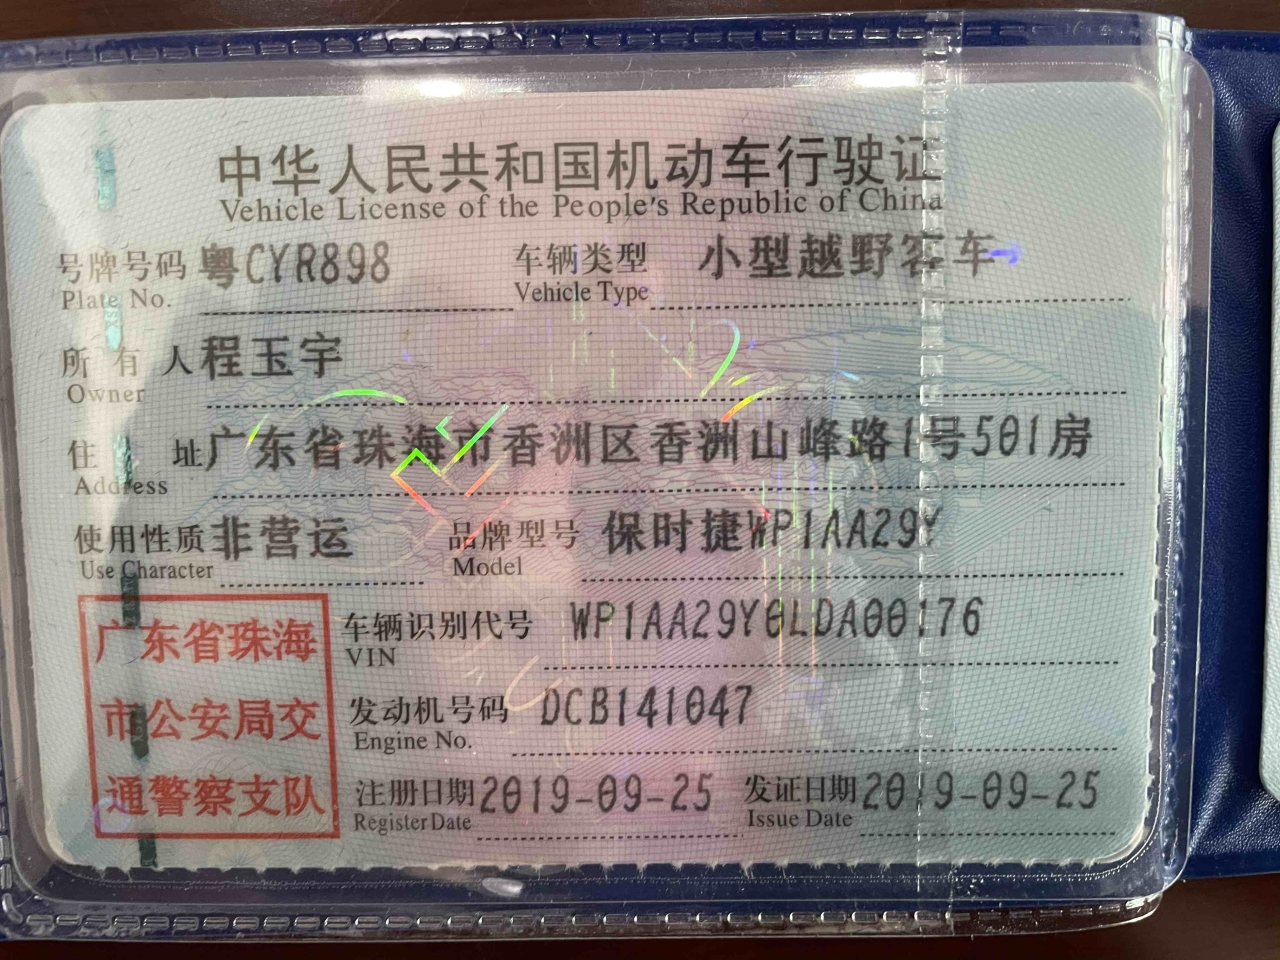 中华人民共和国机动车行驶证
Vehicle License of the People's Republic of China
号牌号码 粤CYR898 车辆类型 小型越野客车
Plate No. Vehicle Type
所有人 程玉宇
Owner
住址 广东省珠海市香洲区香洲山峰路1号501房
Address
使用性质 非营运 品牌型号 保时捷WP1AA29Y
Use Character Model
车辆识别代号 WP1AA29Y0LDA00176
VIN
发动机号码 DCB141047
Engine No.
注册日期 2019-09-25 发证日期 2019-09-25
Register Date Issue Date
广东省珠海
市公安局交
通警察支队